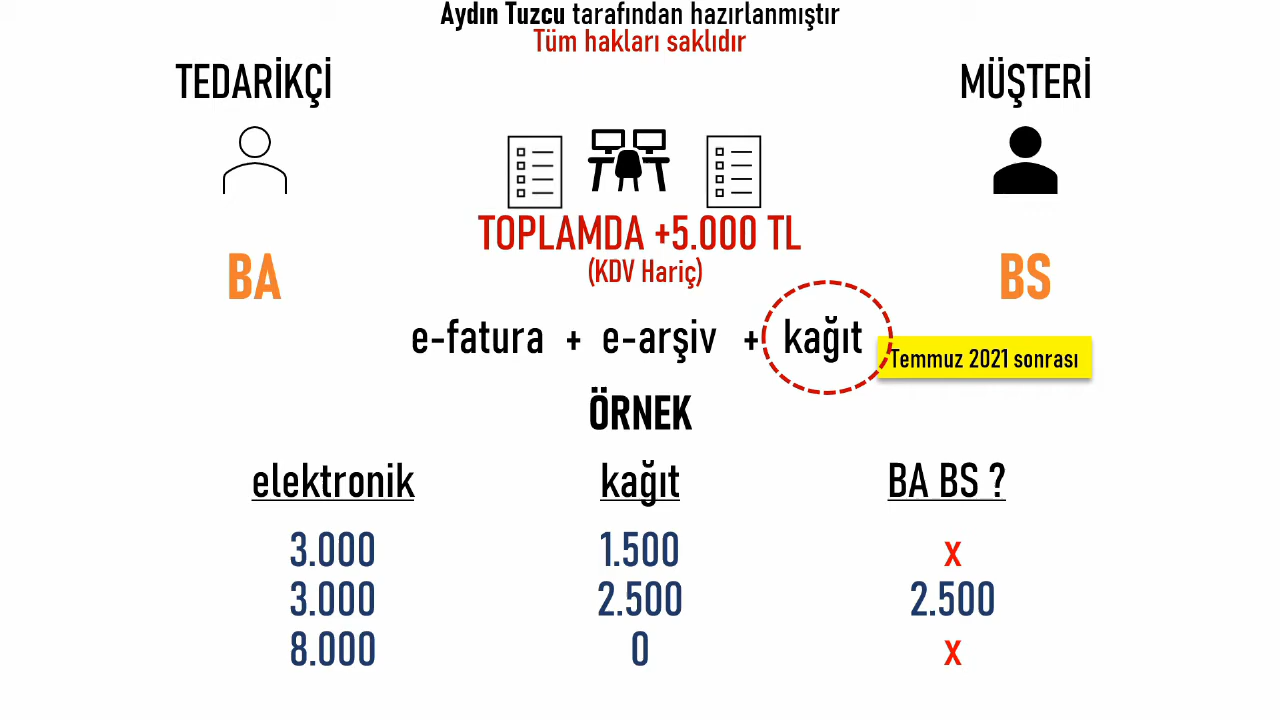 Aydın Tuzcu tarafından hazırlanmıştır
Tüm hakları saklıdır
TEDARİKÇİ
MÜŞTERİ
TOPLAMDA +5.000 TL
(KDV Hariç)
BA
BS
e-fatura + e-arşiv + kağıt
Temmuz 2021 sonrası
ÖRNEK
elektronik kağıt BA BS ?
3.000 1.500 x
3.000 2.500 2.500
8.000 0 x